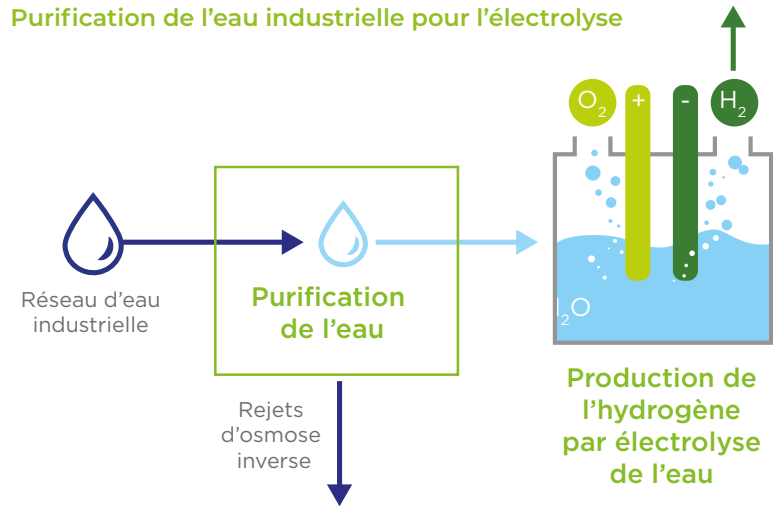 Purification de l'eau industrielle pour l'électrolyse
O₂
+
-
H₂
Réseau d'eau
industrielle
Purification
de l'eau
₂O
Rejets
d'osmose
inverse
Production de
l'hydrogène
par électrolyse
de l'eau